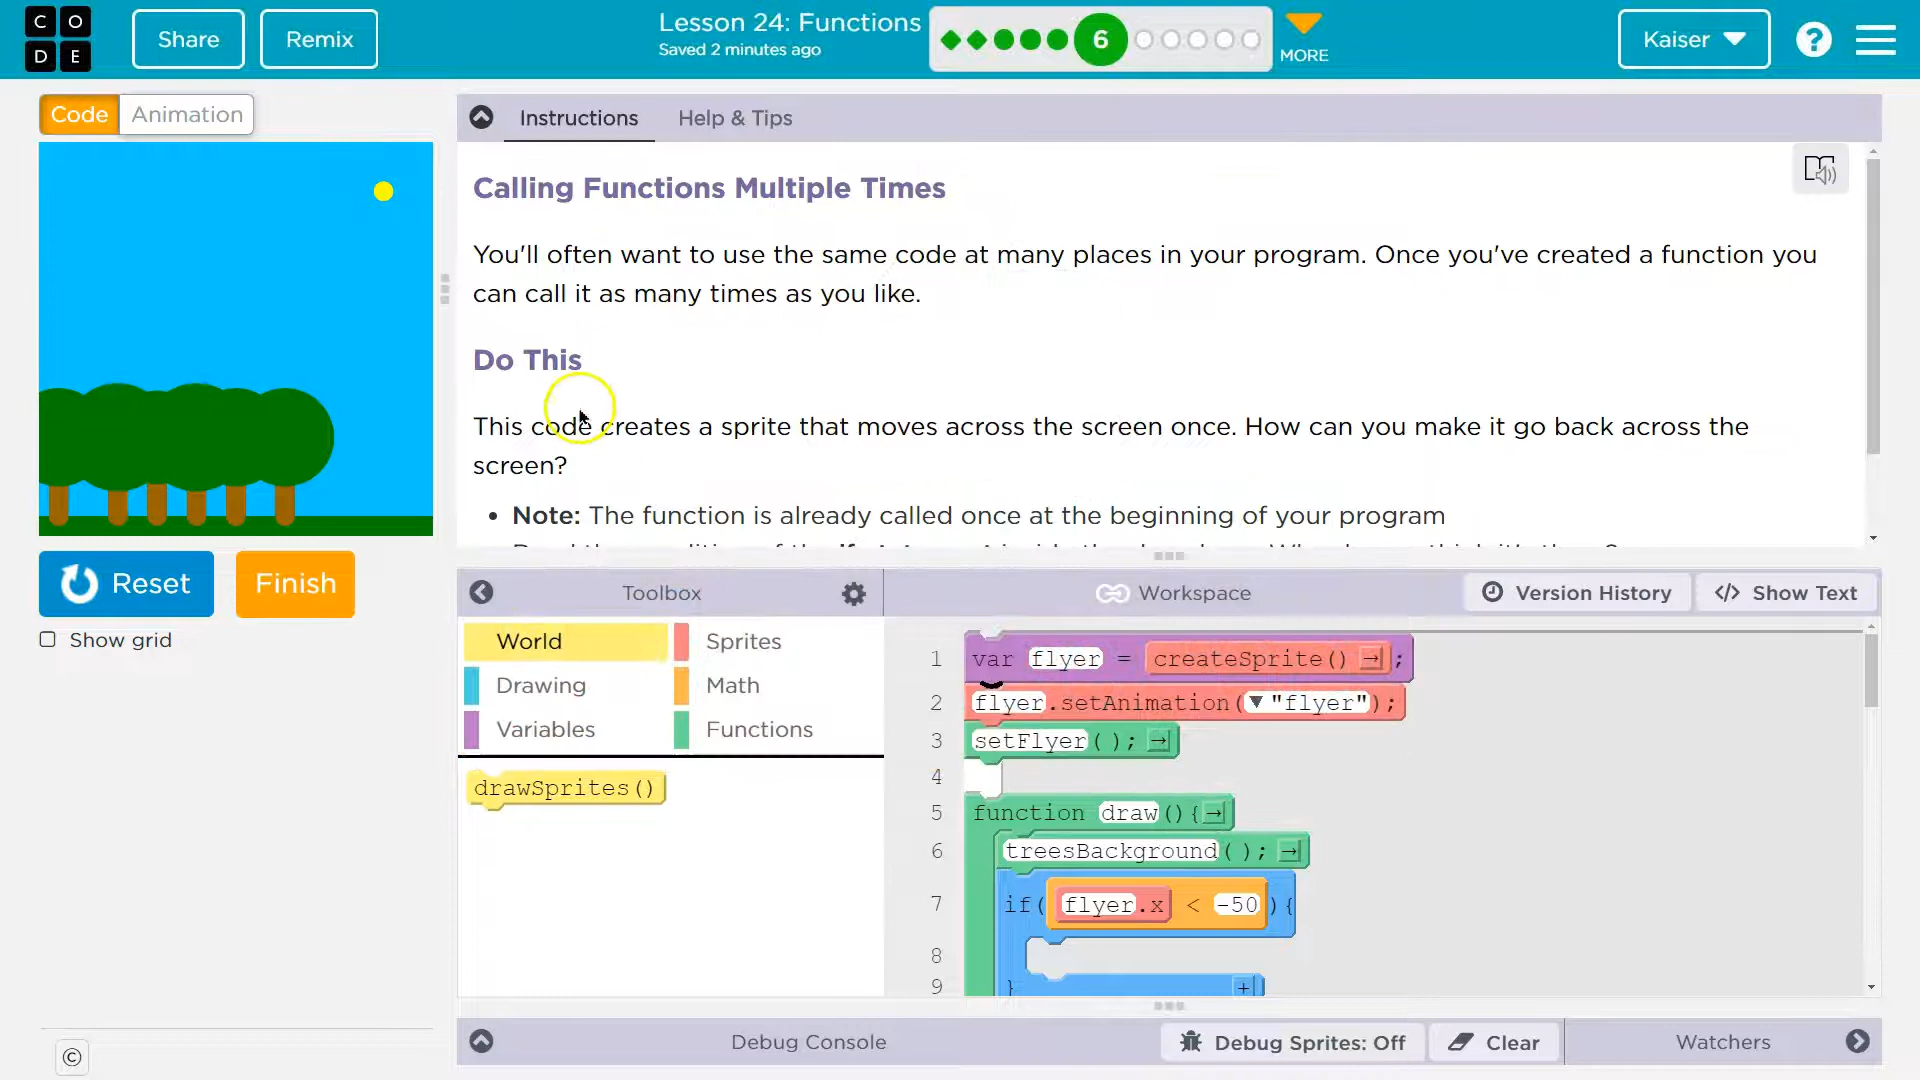 C O
D E
Share
Remix
Lesson 24: Functions
Saved 2 minutes ago
6
MORE
Kaiser
?
Code
Animation
Instructions
Help & Tips
Calling Functions Multiple Times
You'll often want to use the same code at many places in your program. Once you've created a function you
can call it as many times as you like.
Do This
This code creates a sprite that moves across the screen once. How can you make it go back across the
screen?
• Note: The function is already called once at the beginning of your program
Reset
Finish
Show grid
Toolbox
Workspace
Version History
</> Show Text
World
Sprites
Drawing
Math
Variables
Functions
drawSprites()
1 var flyer = createSprite() → ;
2 flyer.setAnimation(▼"flyer");
3 setFlyer(); →
4
5 function draw(){ →
6 treesBackground(); →
7 if( flyer.x < -50 ){
8
9 } +
Debug Console
Debug Sprites: Off
Clear
Watchers
©